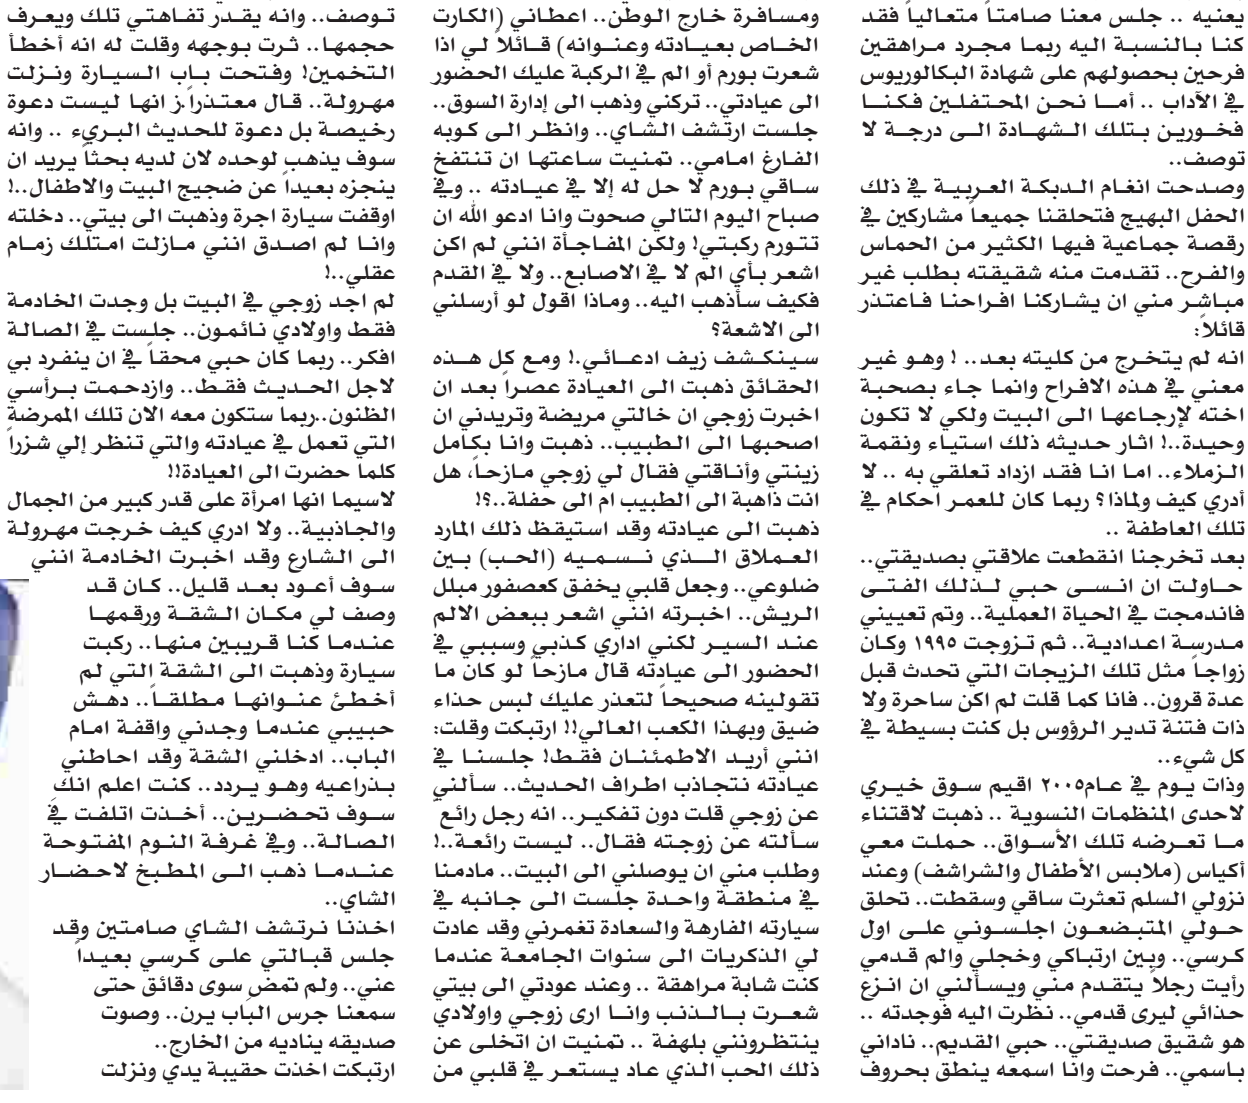 يعنيه .. جلس معنا صامتاً متعالياً فقد
كنا بالنسبة اليه ربما مجرد مراهقين
فرحين بحصولهم على شهادة البكالوريوس
في الآداب .. أما نحن المحتفلين فكنا
فخورين بتلك الشهادة الى درجة لا
توصف..
وصدحت انغام الدبكة العربية في ذلك
الحفل البهيج فتحلقنا جميعاً مشاركين في
رقصة جماعية فيها الكثير من الحماس
والفرح.. تقدمت منه شقيقته بطلب غير
مباشر مني ان يشاركنا افراحنا فاعتذر
قائلاً:
انه لم يتخرج من كليته بعد.. ! وهو غير
معني في هذه الافراح وانما جاء بصحبة
اخته لإرجاعها الى البيت ولكي لا تكون
وحيدة..! اثار حديثه ذلك استياء ونقمة
الزملاء.. اما انا فقد ازداد تعلقي به .. لا
أدري كيف ولماذا؟ ربما كان للعمر احكام في
تلك العاطفة ..
بعد تخرجنا انقطعت علاقتي بصديقتي..
حاولت ان انسى حبي لذلك الفتى
فاندمجت في الحياة العملية.. وتم تعييني
مدرسة اعدادية.. ثم تزوجت ١٩٩٥ وكان
زواجاً مثل تلك الزيجات التي تحدث قبل
عدة قرون.. فانا كما قلت لم اكن ساحرة ولا
ذات فتنة تدير الرؤوس بل كنت بسيطة في
كل شيء..
وذات يوم في عام٢٠٠٥ اقيم سوق خيري
لاحدى المنظمات النسوية .. ذهبت لاقتناء
ما تعرضه تلك الأسواق.. حملت معي
أكياس (ملابس الأطفال والشراشف) وعند
نزولي السلم تعثرت ساقي وسقطت.. تحلق
حولي المتبضعون اجلسوني على اول
كرسي.. وبين ارتباكي وخجلي والم قدمي
رأيت رجلاً يتقدم مني ويسألني ان انزع
حذائي ليرى قدمي.. نظرت اليه فوجدته ..
هو شقيق صديقتي.. حبي القديم.. ناداني
باسمي.. فرحت وانا اسمعه ينطق بحروف
ومسافرة خارج الوطن.. اعطاني (الكارت
الخاص بعيادته وعنوانه) قائلاً لي اذا
شعرت بورم أو الم في الركبة عليك الحضور
الى عيادتي.. تركني وذهب الى إدارة السوق..
جلست ارتشف الشاي.. وانظر الى كوبه
الفارغ امامي.. تمنيت ساعتها ان تنتفخ
ساقي بورم لا حل له إلا في عيادته .. وفي
صباح اليوم التالي صحوت وانا ادعو الله ان
تتورم ركبتي! ولكن المفاجأة انني لم اكن
اشعر بأي الم لا في الاصابع.. ولا في القدم
فكيف سأذهب اليه.. وماذا اقول لو أرسلني
الى الاشعة؟
سينكشف زيف ادعائي.! ومع كل هذه
الحقائق ذهبت الى العيادة عصراً بعد ان
اخبرت زوجي ان خالتي مريضة وتريدني ان
اصحبها الى الطبيب.. ذهبت وانا بكامل
زينتي وأناقتي فقال لي زوجي مازحاً، هل
انت ذاهبة الى الطبيب ام الى حفلة..؟!
ذهبت الى عيادته وقد استيقظ ذلك المارد
العملاق الذي نسميه (الحب) بين
ضلوعي.. وجعل قلبي يخفق كعصفور مبلل
الريش.. اخبرته انني اشعر ببعض الالم
عند السير لكني اداري كذبي وسببي في
الحضور الى عيادته قال مازحاً لو كان ما
تقولينه صحيحاً لتعذر عليك لبس حذاء
ضيق وبهذا الكعب العالي!! ارتبكت وقلت:
انني أريد الاطمئنان فقط! جلسنا في
عيادته نتجاذب اطراف الحديث.. سألني
عن زوجي قلت دون تفكير.. انه رجل رائع
سألته عن زوجته فقال.. ليست رائعة..!
وطلب مني ان يوصلني الى البيت.. مادمنا
في منطقة واحدة جلست الى جانبه في
سيارته الفارهة والسعادة تغمرني وقد عادت
لي الذكريات الى سنوات الجامعة عندما
كنت شابة مراهقة .. وعند عودتي الى بيتي
شعرت بالذنب وانا ارى زوجي واولادي
ينتظرونني بلهفة .. تمنيت ان اتخلى عن
ذلك الحب الذي عاد يستعر في قلبي من
توصف.. وانه يقدر تفاهتي تلك ويعرف
حجمها.. ثرت بوجهه وقلت له انه أخطأ
التخمين! وفتحت باب السيارة ونزلت
مهرولة.. قال معتذراً.ز انها ليست دعوة
رخيصة بل دعوة للحديث البريء .. وانه
سوف يذهب لوحده لان لديه بحثاً يريد ان
ينجزه بعيداً عن ضجيج البيت والاطفال..!
اوقفت سيارة اجرة وذهبت الى بيتي.. دخلته
وانا لم اصدق انني مازلت امتلك زمام
عقلي..!
لم اجد زوجي في البيت بل وجدت الخادمة
فقط واولادي نائمون.. جلست في الصالة
افكر.. ربما كان حبي محقاً في ان ينفرد بي
لاجل الحديث فقط.. وازدحمت برأسي
الظنون..ربما ستكون معه الان تلك الممرضة
التي تعمل في عيادته والتي تنظر إلي شزراً
كلما حضرت الى العيادة!!
لاسيما انها امرأة على قدر كبير من الجمال
والجاذبية.. ولا ادري كيف خرجت مهرولة
الى الشارع وقد اخبرت الخادمة انني
سوف أعود بعد قليل.. كان قد
وصف لي مكان الشقة ورقمها
عندما كنا قريبين منها.. ركبت
سيارة وذهبت الى الشقة التي لم
أخطئ عنوانها مطلقاً.. دهش
حبيبي عندما وجدني واقفة امام
الباب.. ادخلني الشقة وقد احاطني
بذراعيه وهو يردد.. كنت اعلم انك
سوف تحضرين.. أخذت اتلفت في
الصالة.. وفي غرفة النوم المفتوحة
عندما ذهب الى المطبخ لاحضار
الشاي..
اخذنا نرتشف الشاي صامتين وقد
جلس قبالتي على كرسي بعيداً
عني.. ولم تمض سوى دقائق حتى
سمعنا جرس الباب يرن.. وصوت
صديقه يناديه من الخارج..
ارتبكت اخذت حقيبة يدي ونزلت